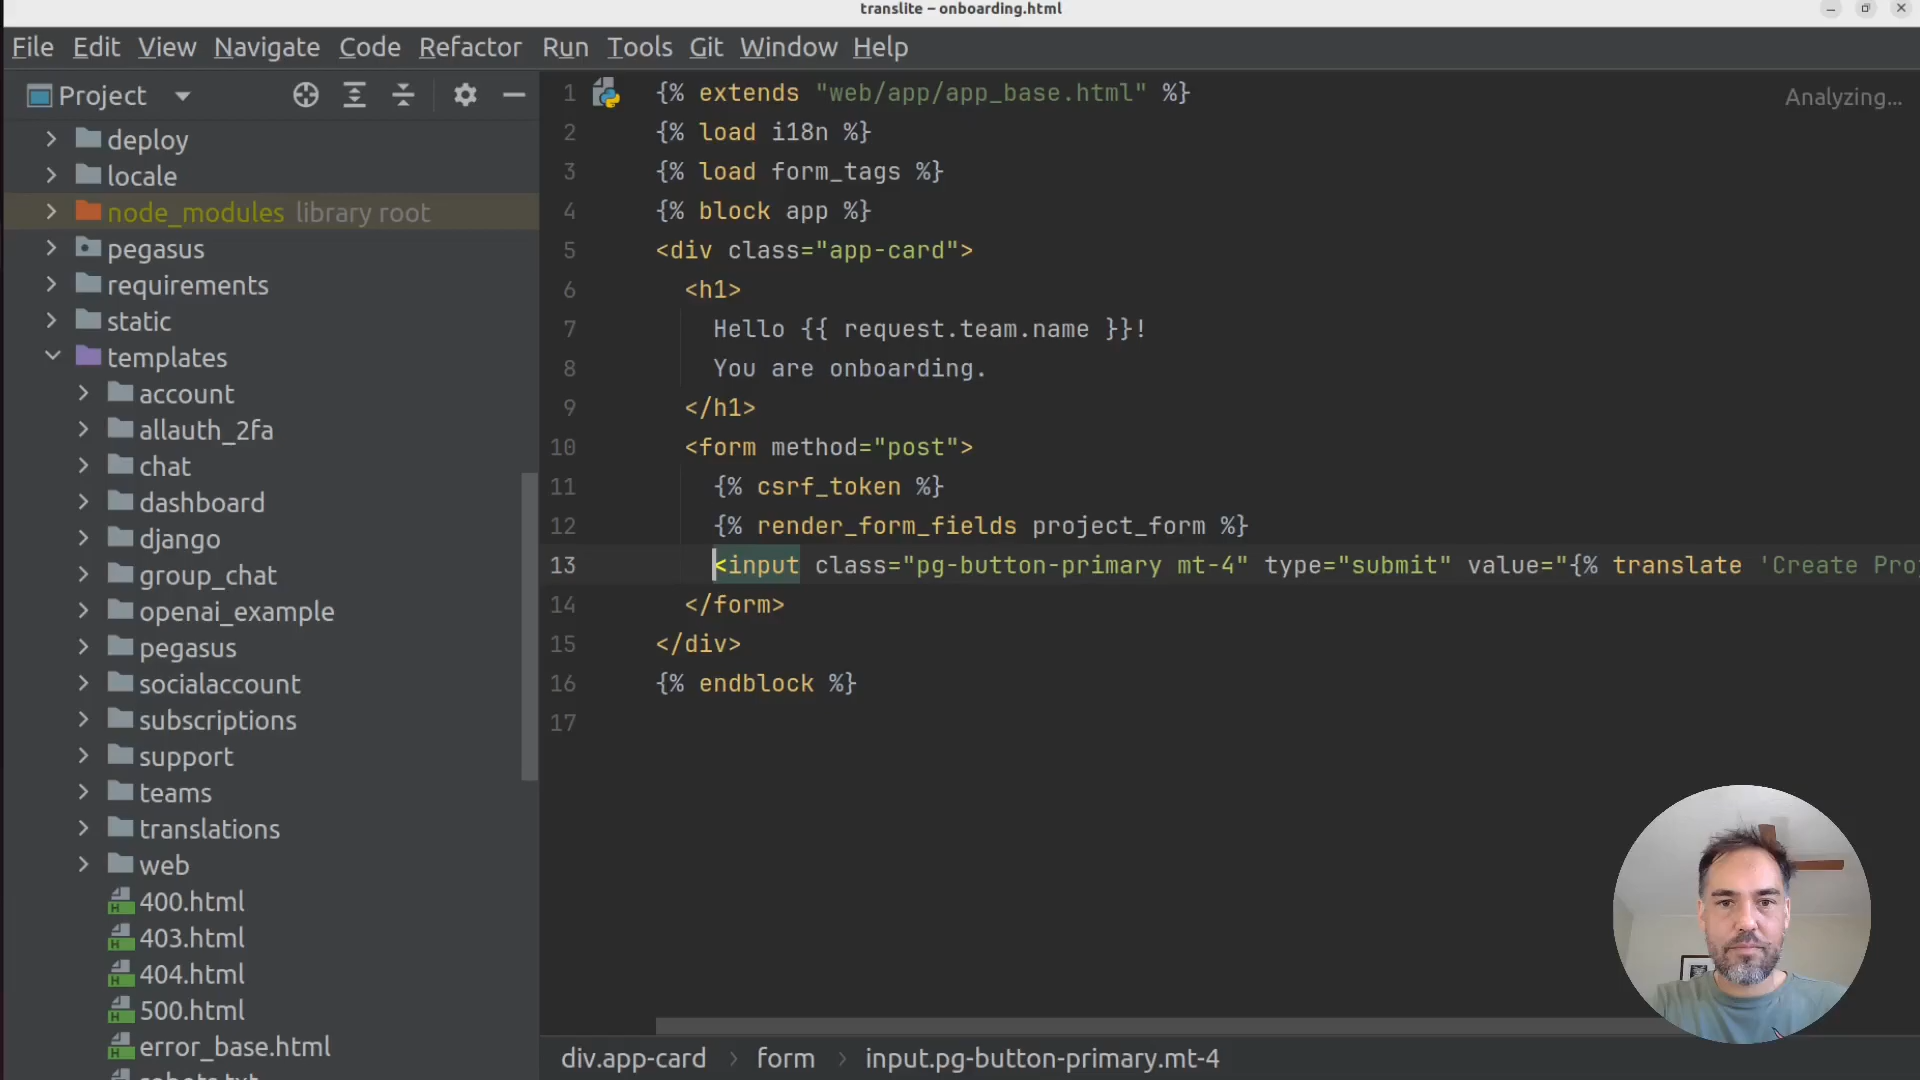 translite – onboarding.html
File Edit View Navigate Code Refactor Run Tools Git Window Help
Project
deploy
locale
node_modules library root
pegasus
requirements
static
templates
account
allauth_2fa
chat
dashboard
django
group_chat
openai_example
pegasus
socialaccount
subscriptions
support
teams
translations
web
400.html
403.html
404.html
500.html
error_base.html
robots.txt
1 {% extends "web/app/app_base.html" %}
Analyzing...
2 {% load i18n %}
3 {% load form_tags %}
4 {% block app %}
5 <div class="app-card">
6 <h1>
7 Hello {{ request.team.name }}!
8 You are onboarding.
9 </h1>
10 <form method="post">
11 {% csrf_token %}
12 {% render_form_fields project_form %}
13 <input class="pg-button-primary mt-4" type="submit" value="{% translate 'Create Pro
14 </form>
15 </div>
16 {% endblock %}
17
div.app-card › form › input.pg-button-primary.mt-4